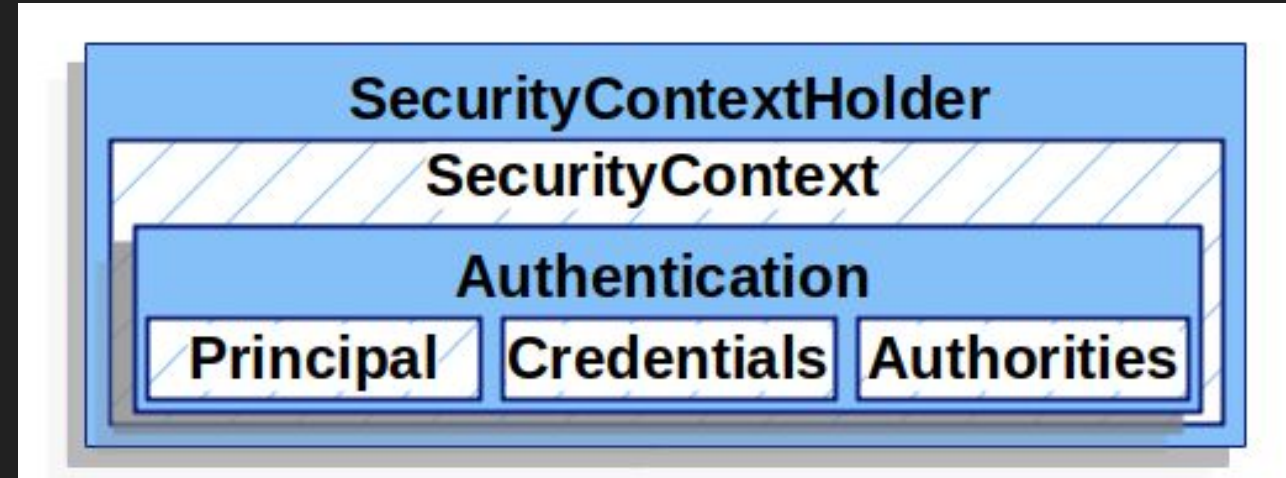 SecurityContextHolder
SecurityContext
Authentication
Principal Credentials Authorities